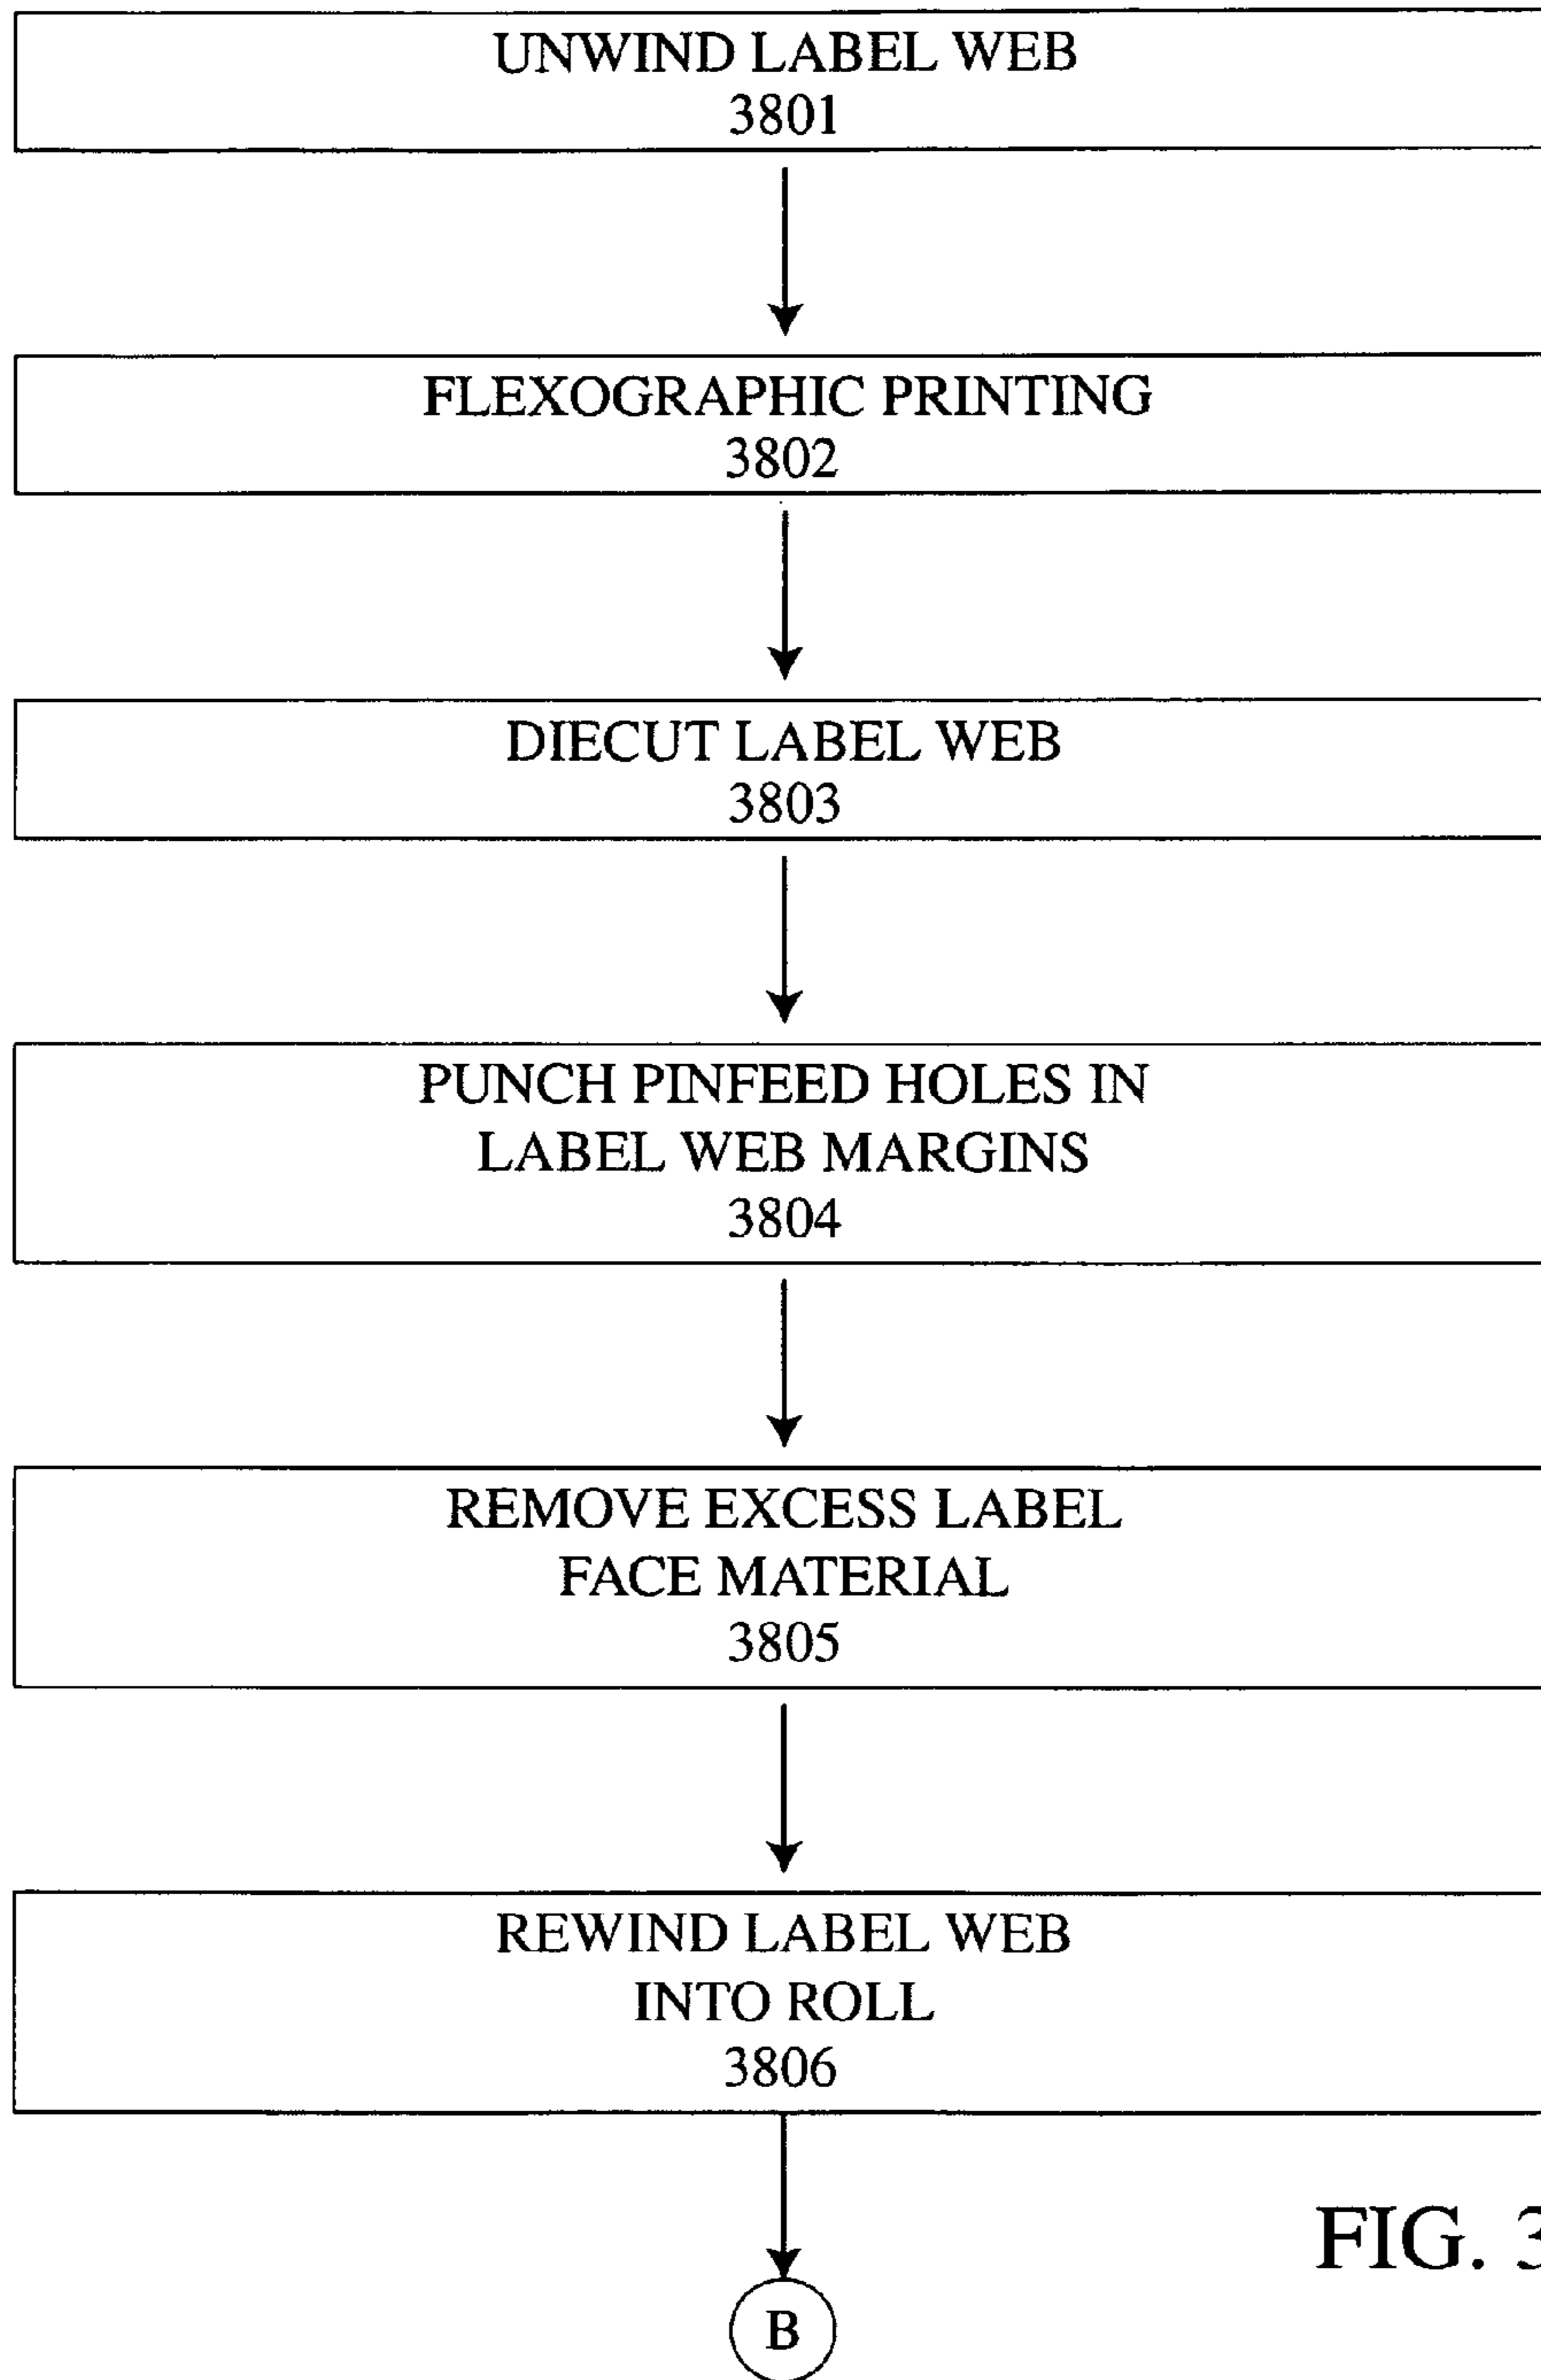 UNWIND LABEL WEB
3801
FLEXOGRAPHIC PRINTING
3802
DIECUT LABEL WEB
3803
PUNCH PINFEED HOLES IN
LABEL WEB MARGINS
3804
REMOVE EXCESS LABEL
FACE MATERIAL
3805
REWIND LABEL WEB
INTO ROLL
3806
FIG.
B